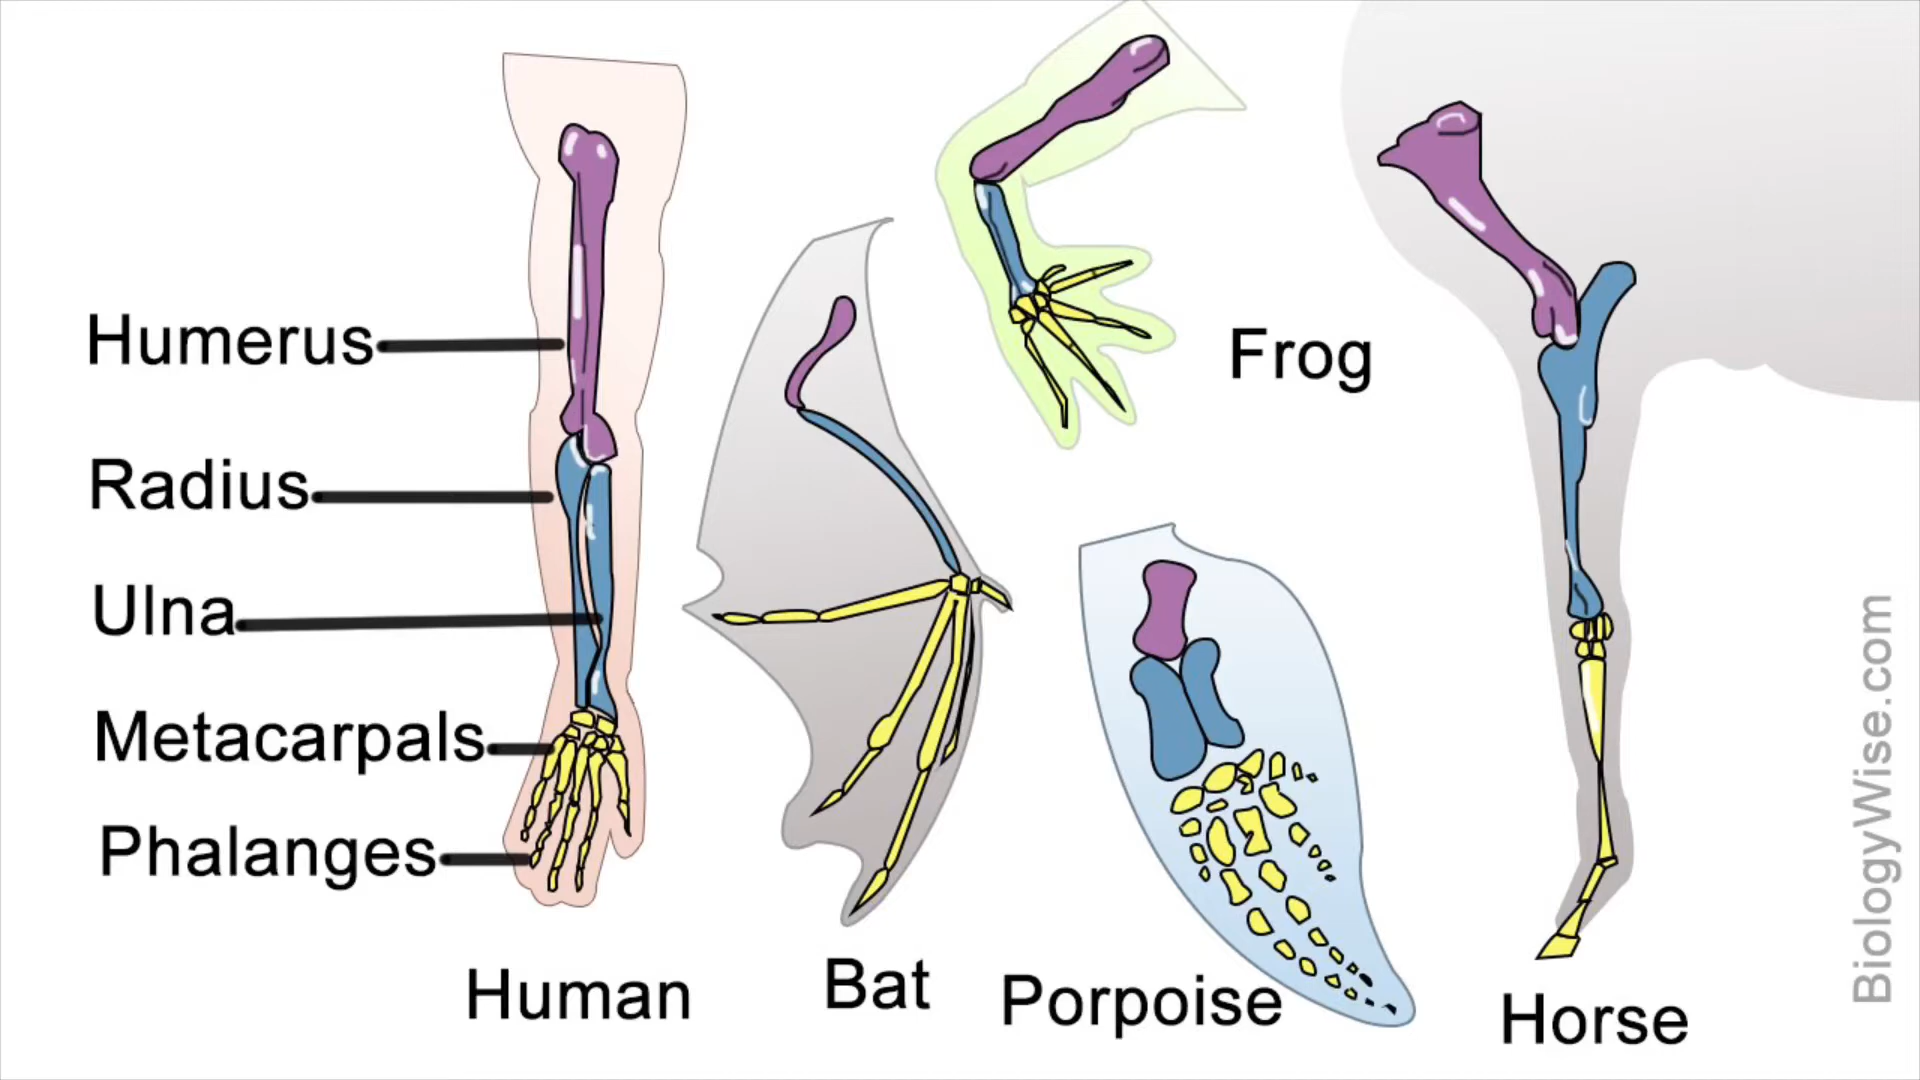 Humerus
Radius
Ulna
Metacarpals
Phalanges
Human
Bat
Porpoise
Frog
Horse
BiologyWise.com